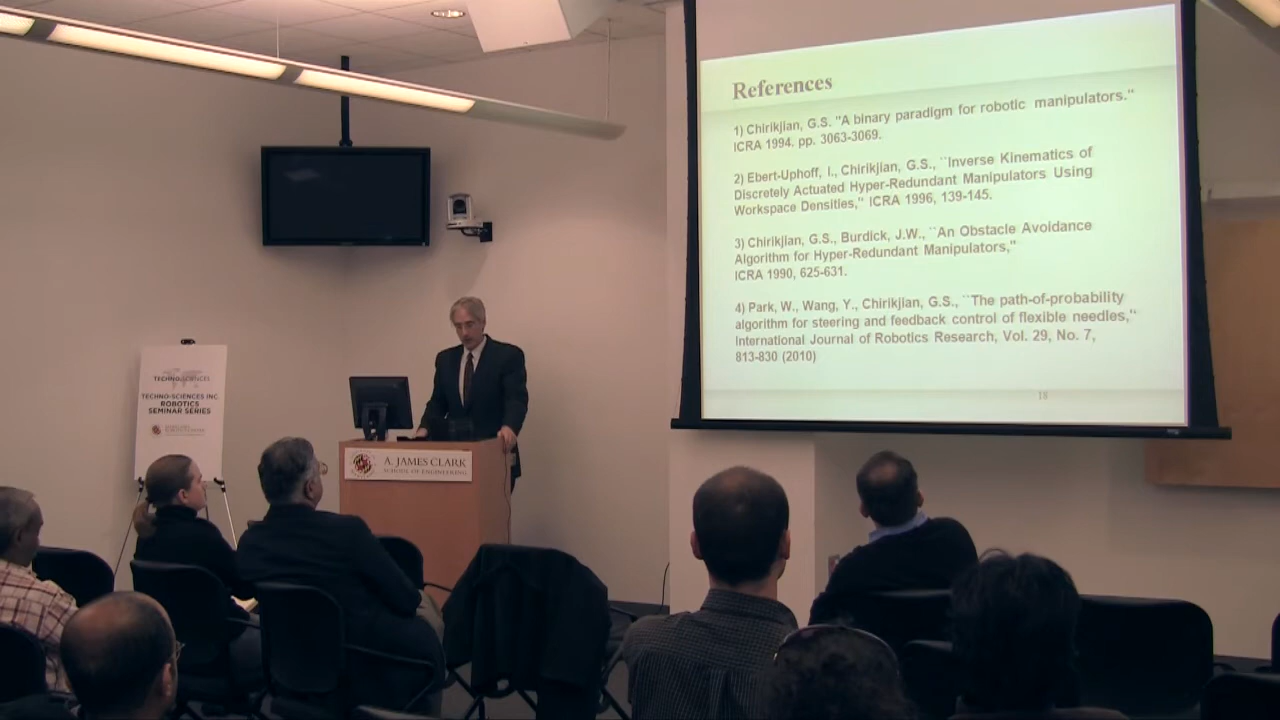 References
1) Chirikjian, G.S. "A binary paradigm for robotic manipulators."
ICRA 1994. pp. 3063-3069.
2) Ebert-Uphoff, I., Chirikjian, G.S., ``Inverse Kinematics of
Discretely Actuated Hyper-Redundant Manipulators Using
Workspace Densities," ICRA 1996, 139-145.
3) Chirikjian, G.S., Burdick, J.W., ``An Obstacle Avoidance
Algorithm for Hyper-Redundant Manipulators,"
ICRA 1990, 625-631.
4) Park, W., Wang, Y., Chirikjian, G.S., ``The path-of-probability
algorithm for steering and feedback control of flexible needles,"
International Journal of Robotics Research, Vol. 29, No. 7,
813-830 (2010)
18
TECHNO-SCIENCES
TECHNO-SCIENCES INC
ROBOTICS
SEMINAR SERIES
A. JAMES CLARK
SCHOOL OF ENGINEERING